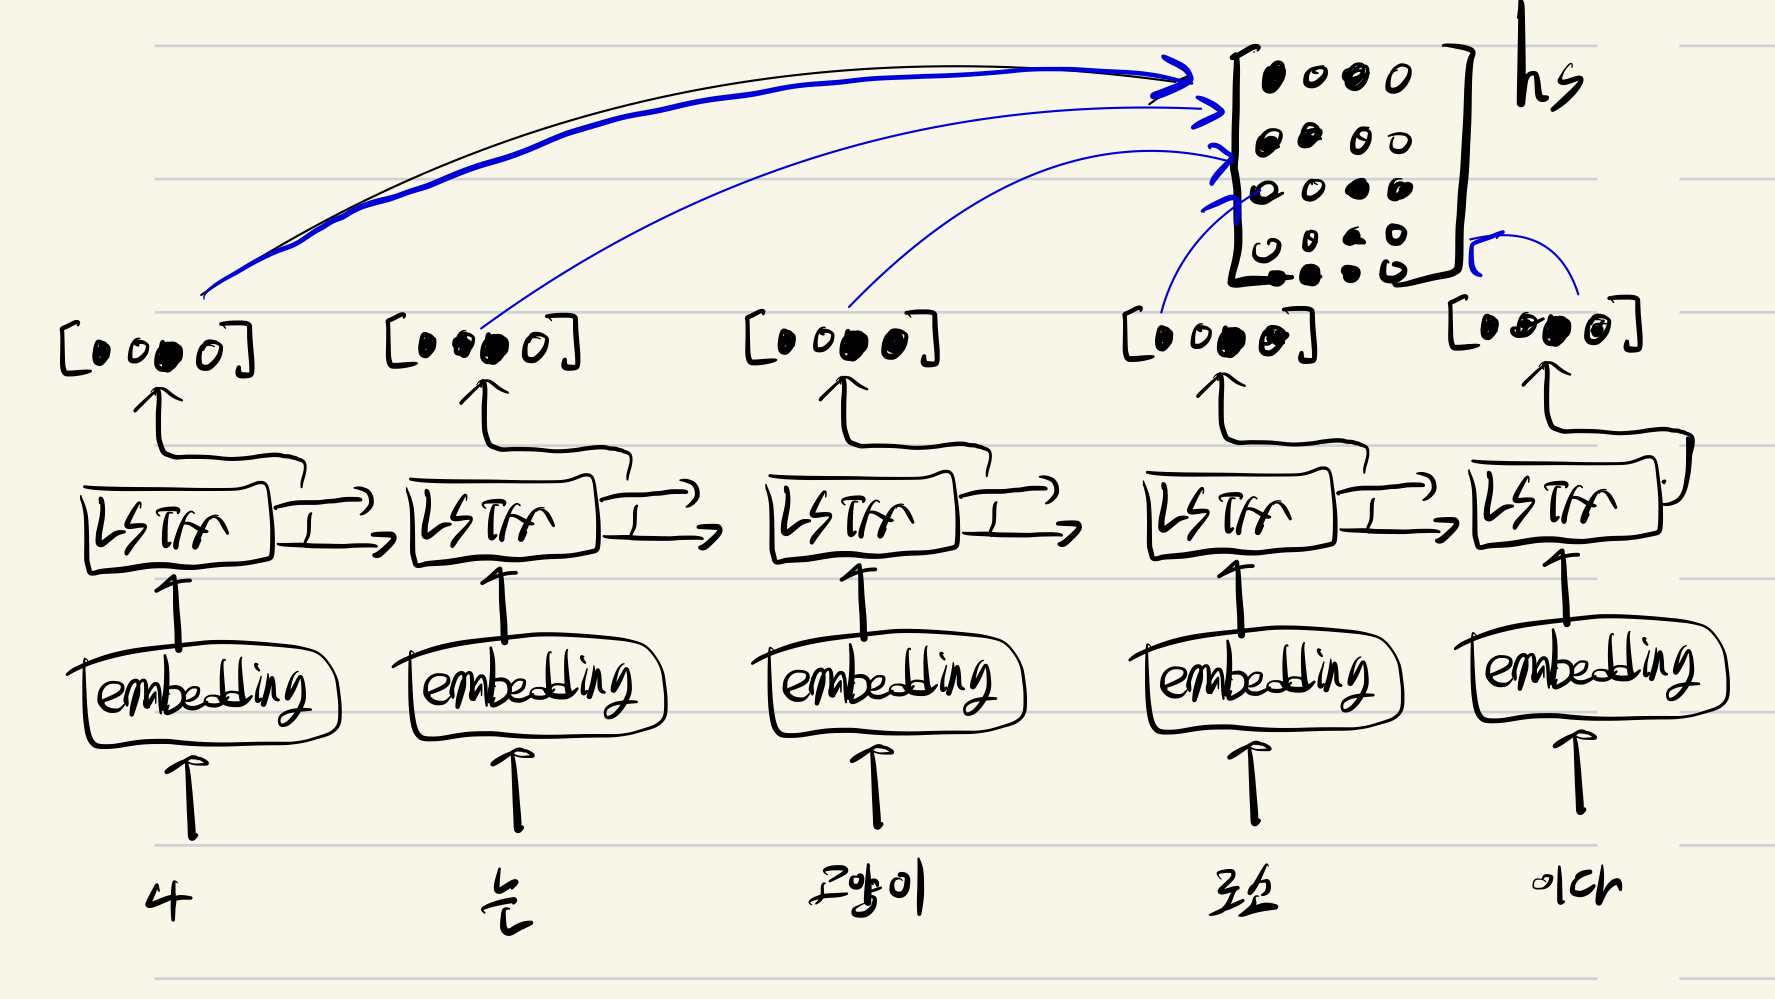 hs
LSTM LSTM LSTM LSTM LSTM
embedding embedding embedding embedding embedding
나 는 고양이 로소 이다